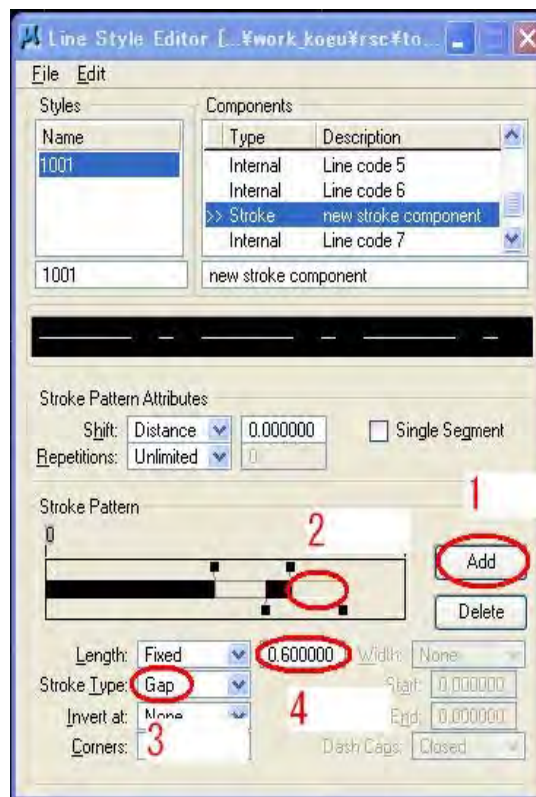 Line Style Editor [...¥work_kogu¥rsc¥to...
File Edit
Styles
Components
Name
Type Description
1001
Internal Line code 5
Internal Line code 6
>> Stroke new stroke component
Internal Line code 7
1001
new stroke component
Stroke Pattern Attributes
Shift: Distance 0.000000
Single Segment
Repetitions: Unlimited 0
1
Stroke Pattern
2
0
Add
Delete
Length: Fixed 0.600000 Width: None
Stroke Type: Gap Start: 0.000000
Invert at: None 4 End: 0.000000
Corners: 3 Dash Caps: Closed